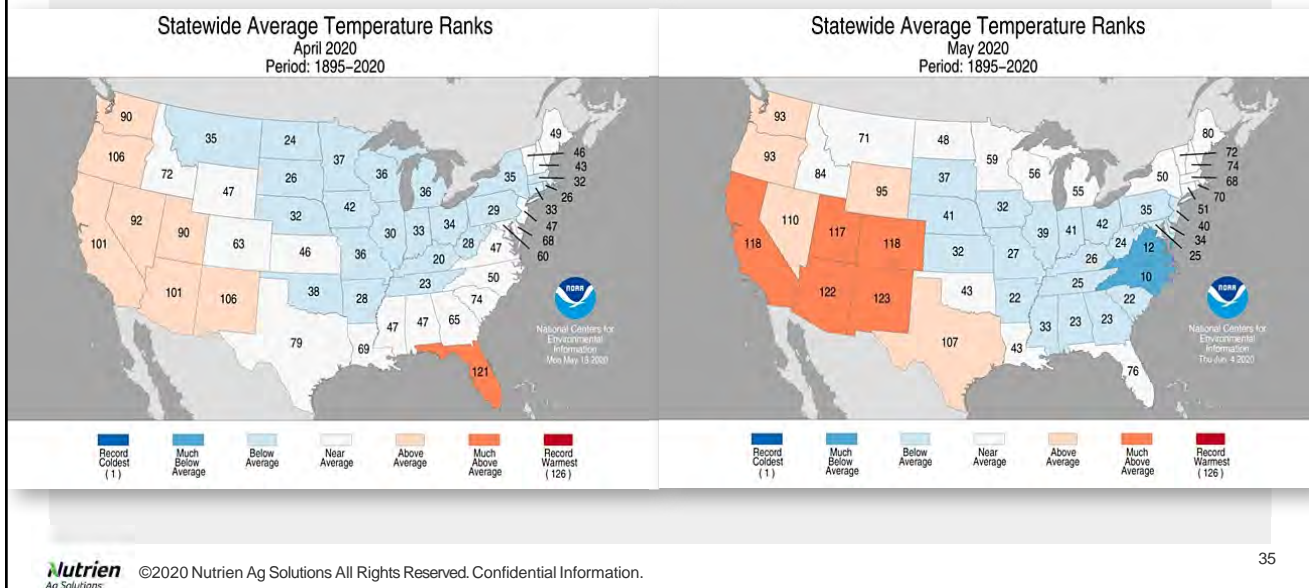 Statewide Average Temperature Ranks
April 2020
Period: 1895–2020
90
106
72
35
47
24
26
32
37
42
36
36
49
46
43
32
26
33
47
68
60
35
29
92
90
63
46
36
30
33
34
28
47
20
101
101
106
38
28
23
50
74
79
69
47
47
65
121
NOAA
National Centers for
Environmental
Information
Record
Coldest
(1)
Much
Below
Average
Below
Average
Near
Average
Above
Average
Much
Above
Average
Record
Warmest
(126)
Statewide Average Temperature Ranks
May 2020
Period: 1895–2020
93
93
84
71
95
48
37
41
59
32
56
55
80
72
74
68
70
51
40
34
25
50
35
110
117
118
32
27
39
41
42
24
12
26
118
122
123
43
22
25
10
22
107
43
33
23
23
76
NOAA
National Centers for
Environmental
Information
Thu Jun. 4 2020
Record
Coldest
(1)
Much
Below
Average
Below
Average
Near
Average
Above
Average
Much
Above
Average
Record
Warmest
(126)
Nutrien
Ag Solutions
©2020 Nutrien Ag Solutions All Rights Reserved. Confidential Information.
35